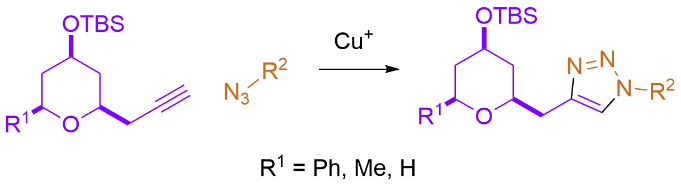 OTBS
OTBS
Cu⁺
R²
N₃
N
N
N
R²
R¹
O
R¹
O
R¹ = Ph, Me, H